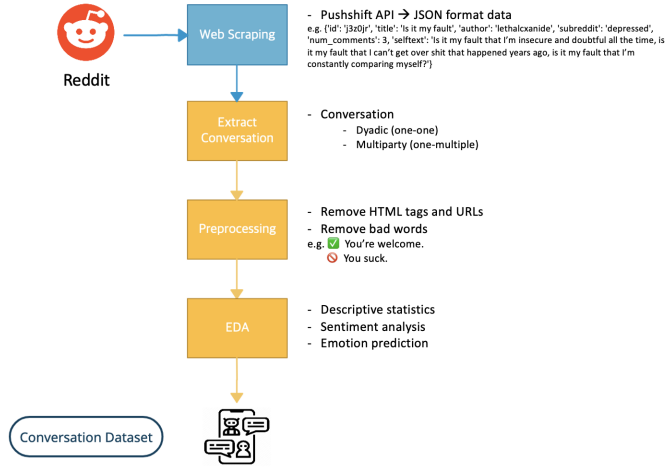 Reddit
Web Scraping
- Pushshift API → JSON format data
e.g. {'id': 'j3z0jr', 'title': 'Is it my fault', 'author': 'lethalcxanide', 'subreddit': 'depressed',
'num_comments': 3, 'selftext': 'Is it my fault that I'm insecure and doubtful all the time, is
it my fault that I can't get over shit that happened years ago, is it my fault that I'm
constantly comparing myself?'}
Extract
Conversation
- Conversation
- Dyadic (one-one)
- Multiparty (one-multiple)
Preprocessing
- Remove HTML tags and URLs
- Remove bad words
e.g. ✅ You're welcome.
🚫 You suck.
EDA
- Descriptive statistics
- Sentiment analysis
- Emotion prediction
Conversation Dataset